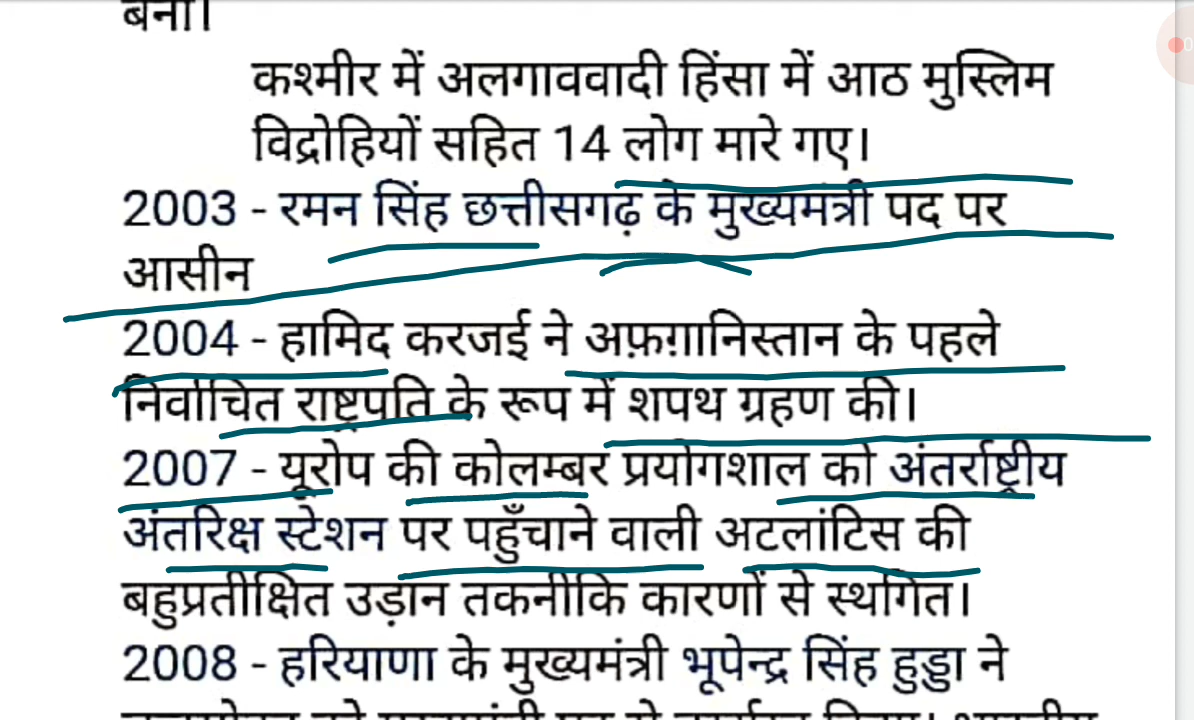 बना।
कश्मीर में अलगाववादी हिंसा में आठ मुस्लिम
विद्रोहियों सहित 14 लोग मारे गए।
2003 - रमन सिंह छत्तीसगढ़ के मुख्यमंत्री पद पर
आसीन
2004 - हामिद करजई ने अफ़ग़ानिस्तान के पहले
निर्वाचित राष्ट्रपति के रूप में शपथ ग्रहण की।
2007 - यूरोप की कोलम्बर प्रयोगशाल को अंतर्राष्ट्रीय
अंतरिक्ष स्टेशन पर पहुँचाने वाली अटलांटिस की
बहुप्रतीक्षित उड़ान तकनीकि कारणों से स्थगित।
2008 - हरियाणा के मुख्यमंत्री भूपेन्द्र सिंह हुड्डा ने